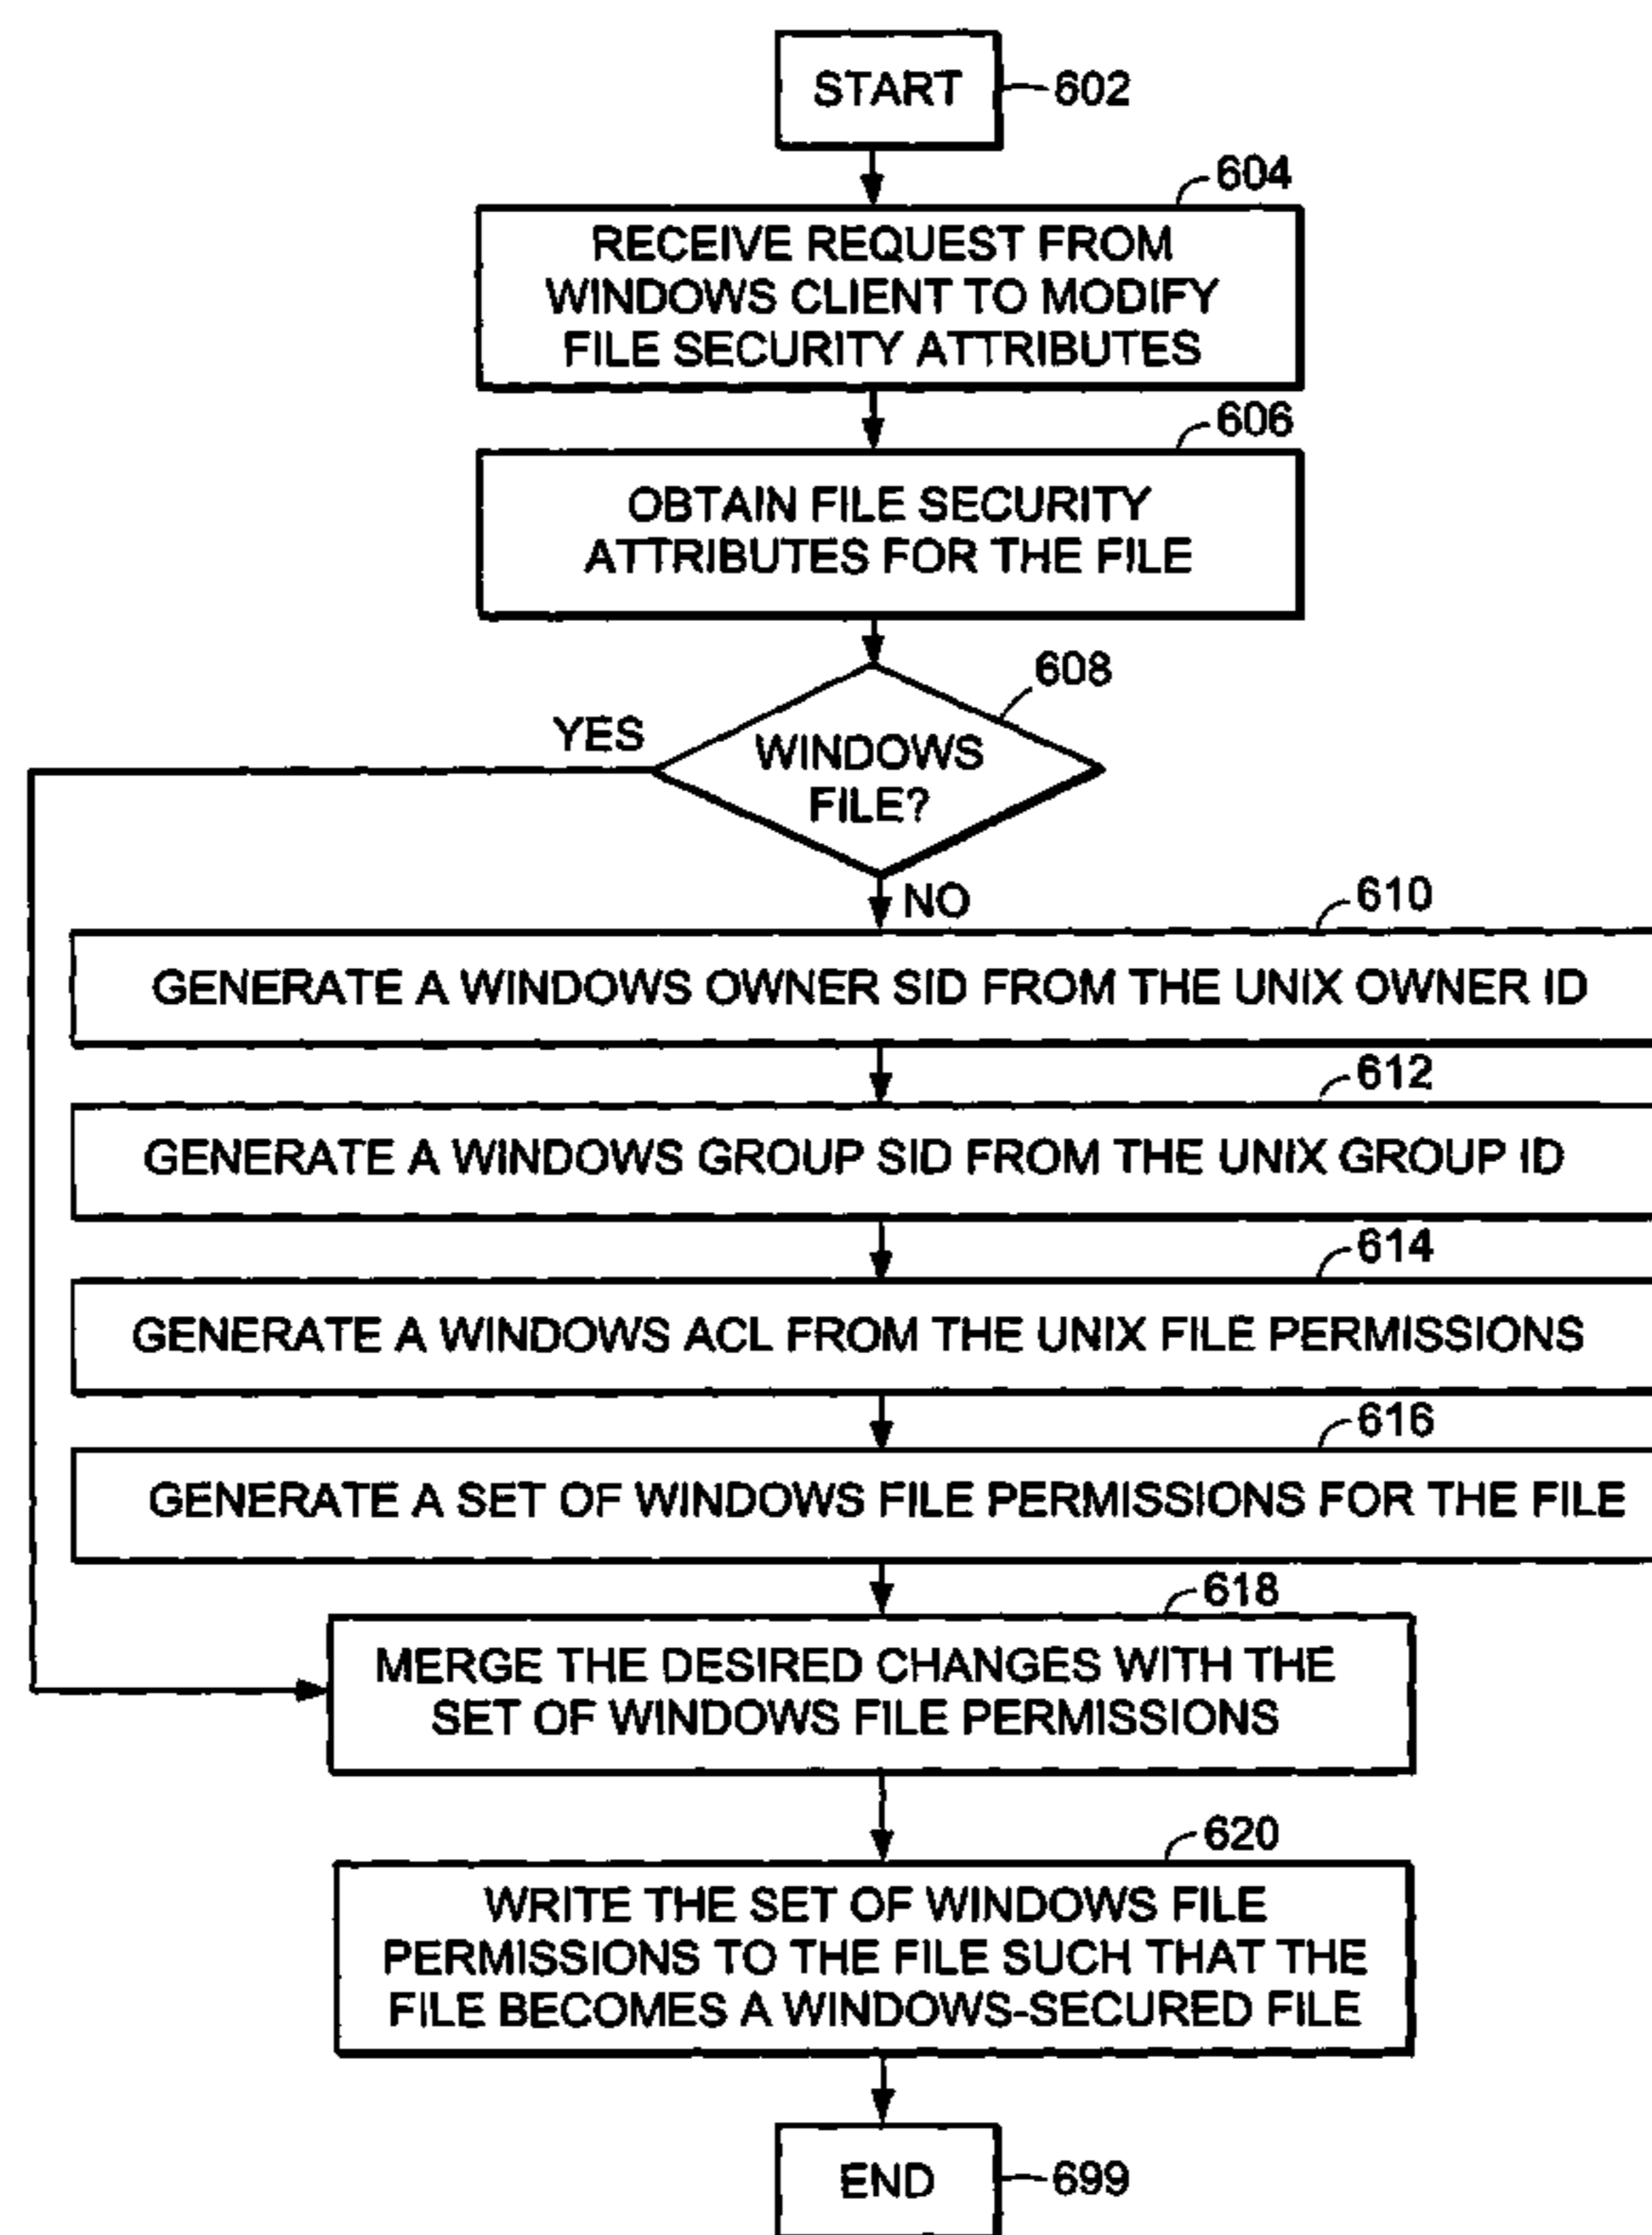 START
602
604
RECEIVE REQUEST FROM
WINDOWS CLIENT TO MODIFY
FILE SECURITY ATTRIBUTES
606
OBTAIN FILE SECURITY
ATTRIBUTES FOR THE FILE
608
YES
WINDOWS
FILE?
NO
610
GENERATE A WINDOWS OWNER SID FROM THE UNIX OWNER ID
612
GENERATE A WINDOWS GROUP SID FROM THE UNIX GROUP ID
614
GENERATE A WINDOWS ACL FROM THE UNIX FILE PERMISSIONS
616
GENERATE A SET OF WINDOWS FILE PERMISSIONS FOR THE FILE
618
MERGE THE DESIRED CHANGES WITH THE
SET OF WINDOWS FILE PERMISSIONS
620
WRITE THE SET OF WINDOWS FILE
PERMISSIONS TO THE FILE SUCH THAT THE
FILE BECOMES A WINDOWS-SECURED FILE
END
699